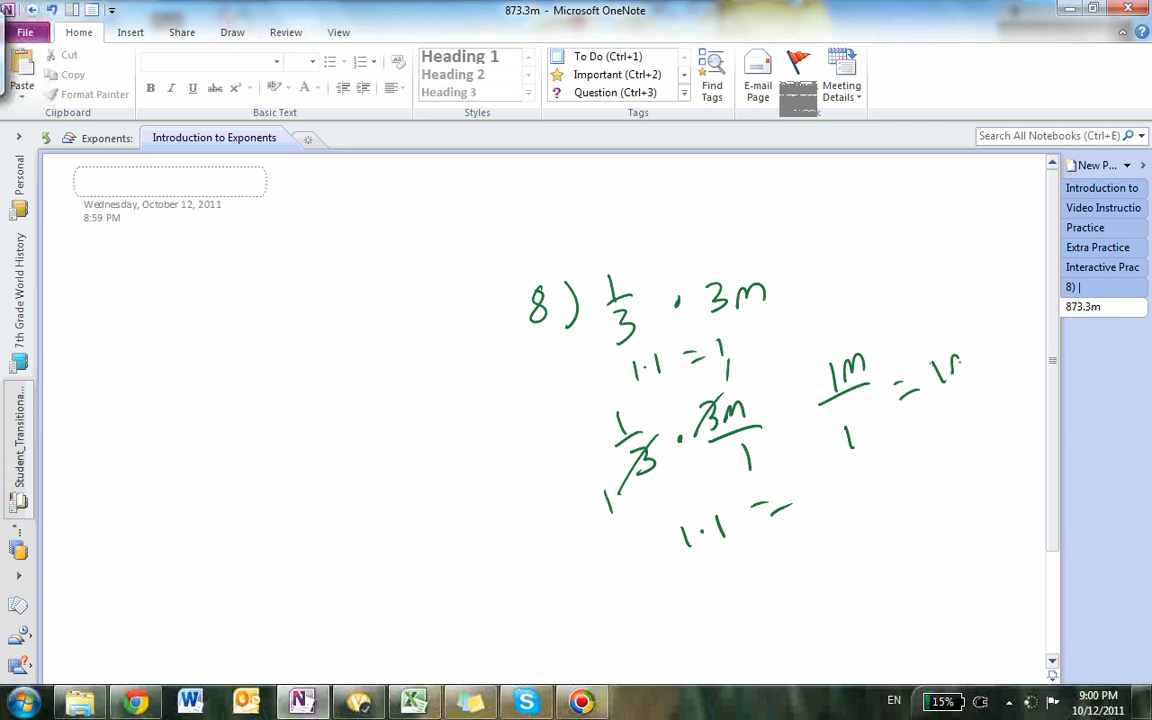 873.3m - Microsoft OneNote
File Home Insert Share Draw Review View
Cut
Copy
Format Painter
Paste
Clipboard
B I U abc x₂ A
Basic Text
Heading 1
Heading 2
Heading 3
Styles
To Do (Ctrl+1)
Important (Ctrl+2)
Question (Ctrl+3)
Tags
Find Tags
E-mail Page
Meeting Details
Exponents: Introduction to Exponents
Search All Notebooks (Ctrl+E)
Personal
7th Grade World History
Student_Transitiona...
Wednesday, October 12, 2011
8:59 PM
8) 1/3 · 3m
1·1 = 1
1
1/3 · 3m/1
1
1·1 =
1m/1 = 1
New P...
Introduction to
Video Instructio
Practice
Extra Practice
Interactive Prac
8) |
873.3m
EN 15% 9:00 PM
10/12/2011